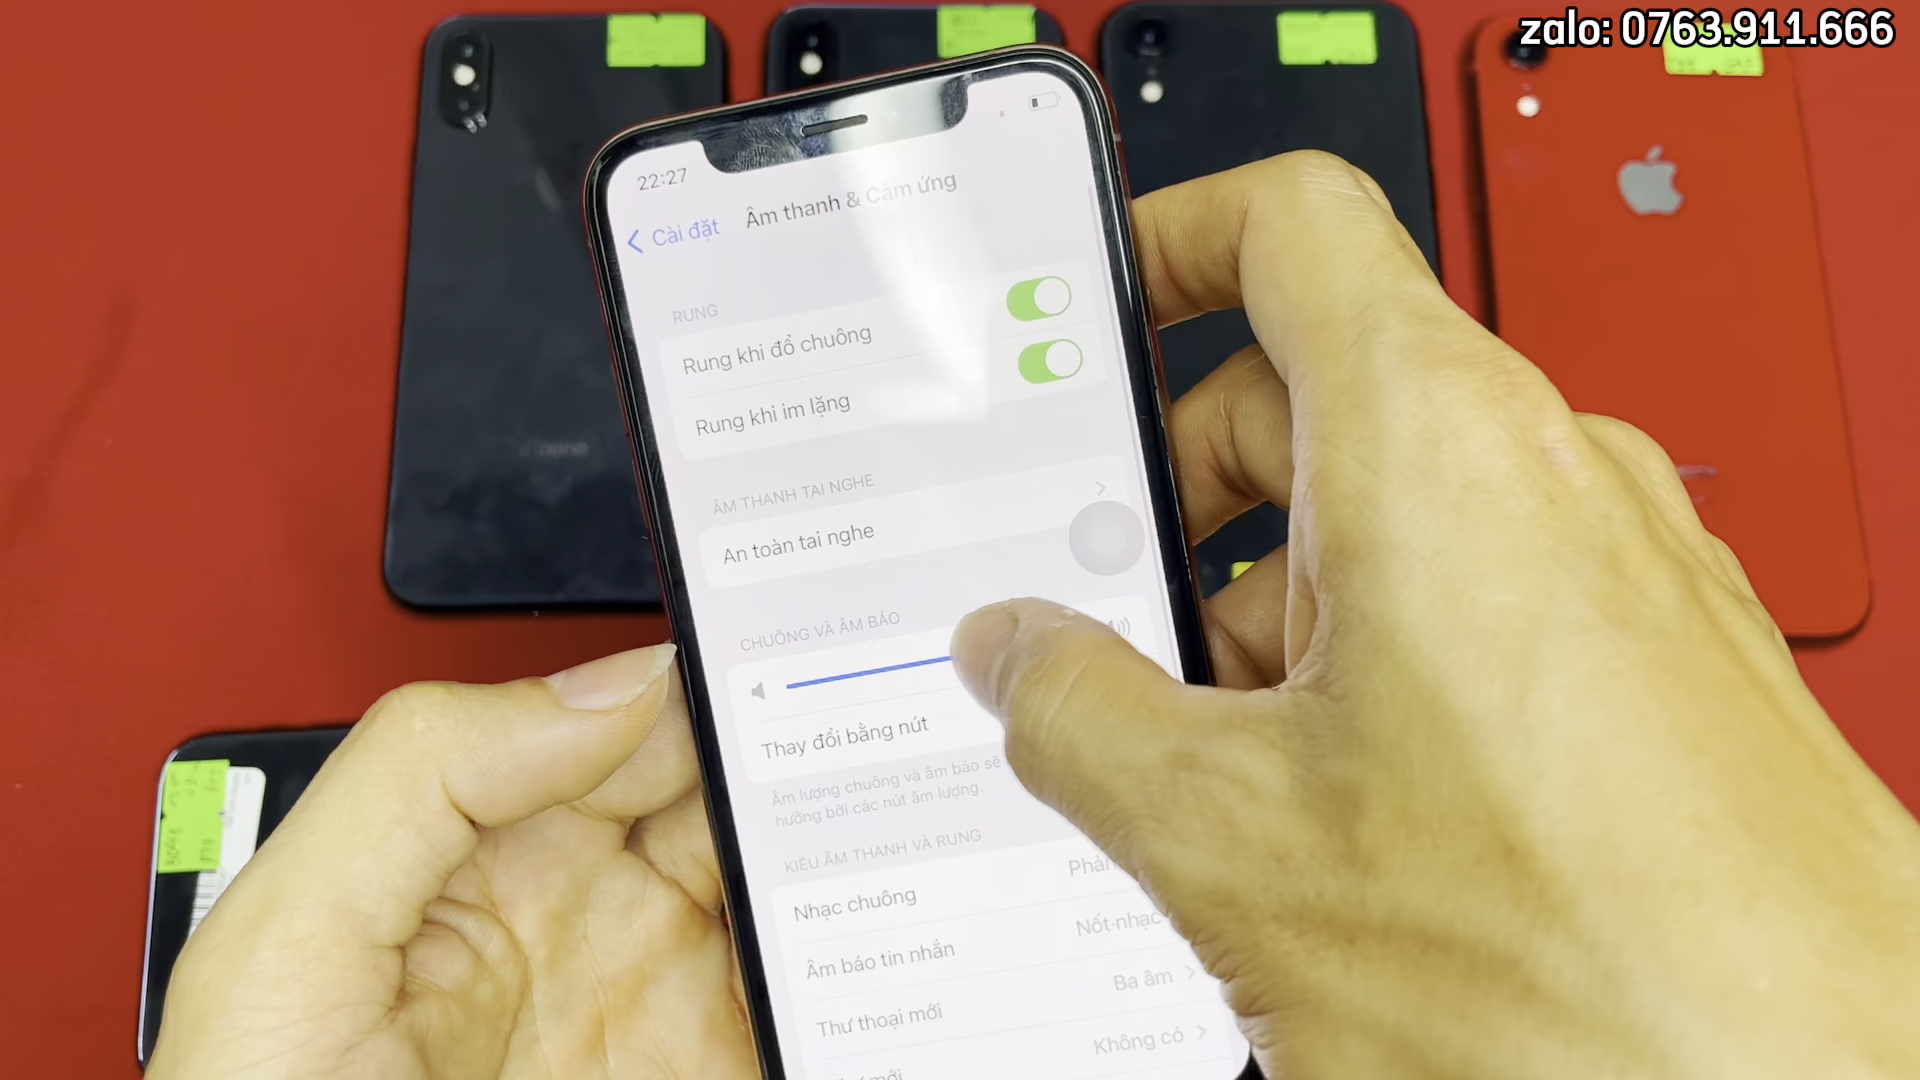 zalo: 0763.911.666
22:27
Cài đặt
Âm thanh & Cảm ứng
RUNG
Rung khi đổ chuông
Rung khi im lặng
ÂM THANH TAI NGHE
An toàn tai nghe
CHUÔNG VÀ ÂM BÁO
Thay đổi bằng nút
Âm lượng chuông và âm báo sẽ
hưởng bởi các nút âm lượng.
KIỂU ÂM THANH VÀ RUNG
Nhạc chuông
Âm báo tin nhắn Nốt nhạc
Thư thoại mới Ba âm
mới Không có